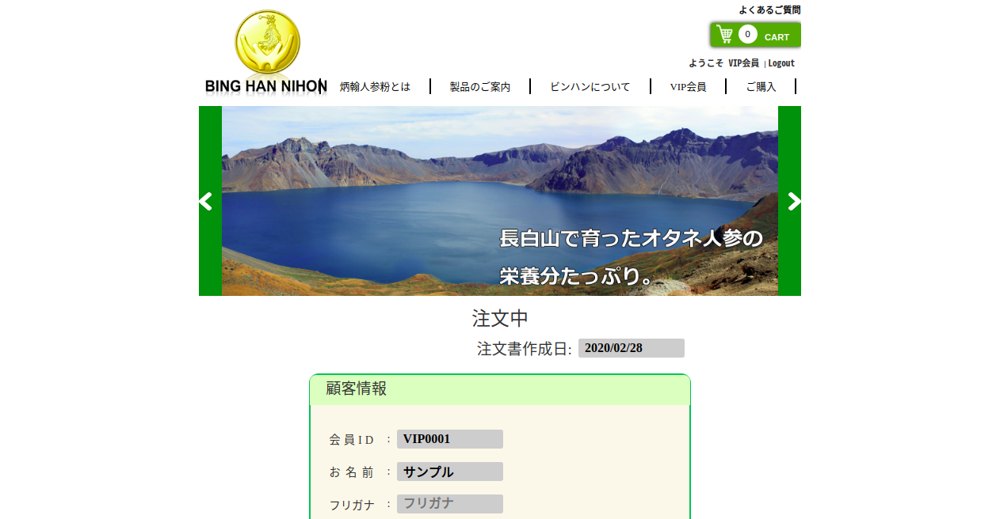 よくあるご質問
0 CART
ようこそ VIP会員 | Logout
BING HAN NIHON
炳翰人参粉とは
製品のご案内
ビンハンについて
VIP会員
ご購入
長白山で育ったオタネ人参の
栄養分たっぷり。
注文中
注文書作成日: 2020/02/28
顧客情報
会 員 I D : VIP0001
お 名 前 : サンプル
フリガナ : フリガナ